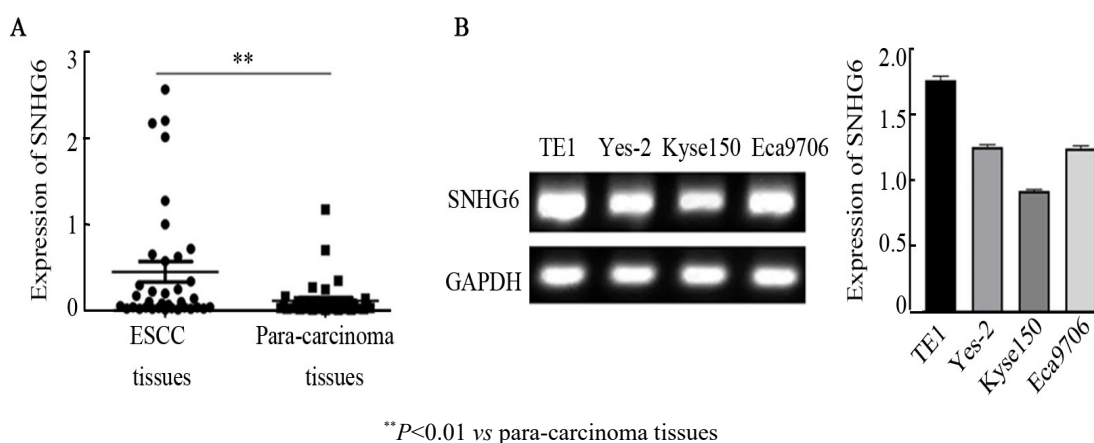 A
Expression of SNHG6
3
2
1
0
**
ESCC
tissues
Para-carcinoma
tissues
B
TE1 Yes-2 Kyse150 Eca9706
SNHG6
GAPDH
Expression of SNHG6
2.0
1.5
1.0
0.5
0
TE1
Yes-2
Kyse150
Eca9706
**P<0.01 vs para-carcinoma tissues